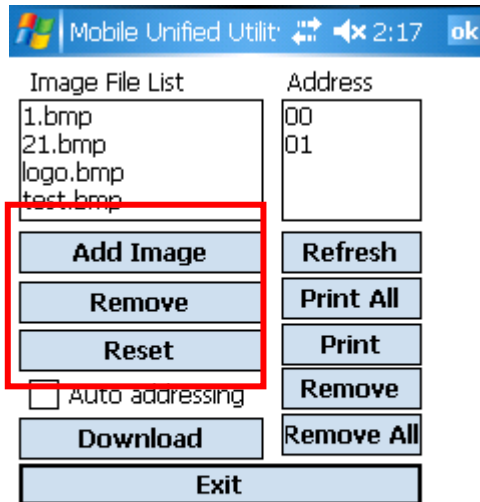 Mobile Unified Utilit 2:17 ok
Image File List
1.bmp
21.bmp
logo.bmp
test.bmp
Address
00
01
Add Image
Remove
Reset
Auto addressing
Download
Refresh
Print All
Print
Remove
Remove All
Exit